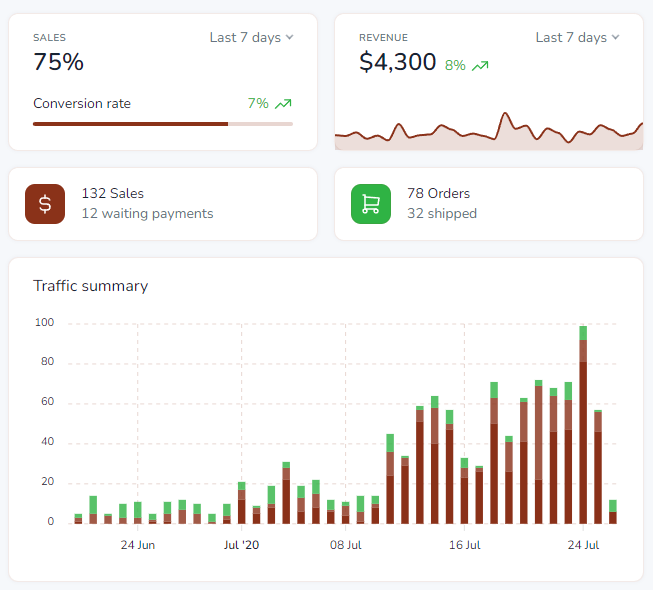 SALES
Last 7 days
75%
Conversion rate
7%
REVENUE
Last 7 days
$4,300 8%
132 Sales
12 waiting payments
78 Orders
32 shipped
Traffic summary
100
80
60
40
20
0
24 Jun
Jul '20
08 Jul
16 Jul
24 Jul